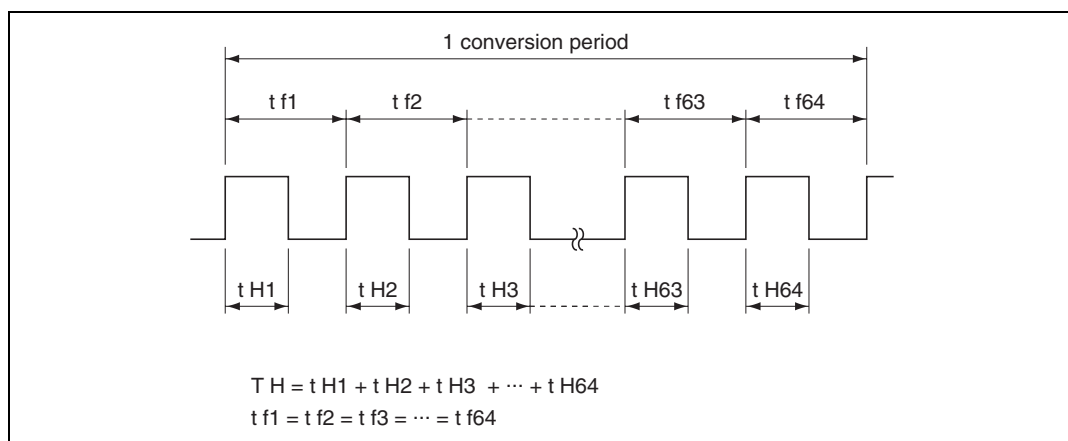 1 conversion period
t f1 t f2 t f63 t f64
t H1 t H2 t H3 t H63 t H64
T H = t H1 + t H2 + t H3 + ··· + t H64
t f1 = t f2 = t f3 = ··· = t f64